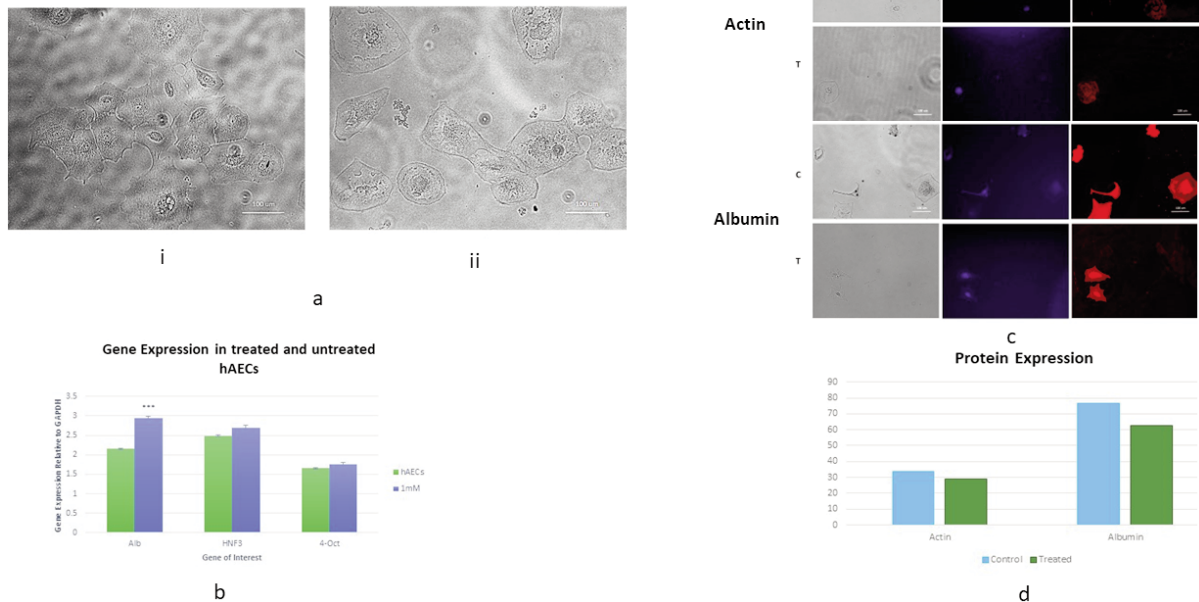 100 um
100 um
i
ii
a
Gene Expression in treated and untreated
hAECs
Gene Expression Relative to GAPDH
3.5
3
2.5
2
1.5
1
0.5
0
***
Alb
HNF3
4-Oct
Gene of Interest
hAECs
1mM
b
Actin
T
C
Albumin
T
C
Protein Expression
90
80
70
60
50
40
30
20
10
0
Actin
Albumin
Control
Treated
d